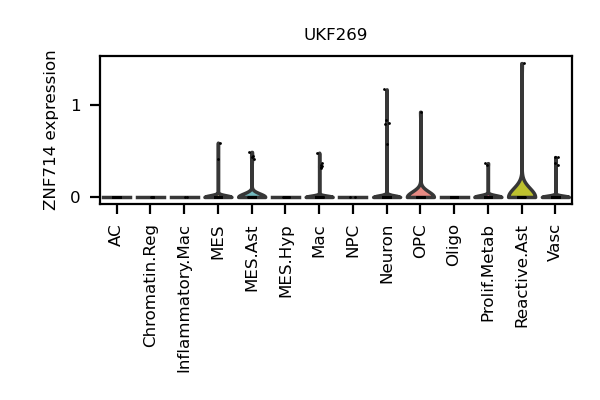 UKF269
ZNF714 expression
1
0
AC
Chromatin.Reg
Inflammatory.Mac
MES
MES.Ast
MES.Hyp
Mac
NPC
Neuron
OPC
Oligo
Prolif.Metab
Reactive.Ast
Vasc